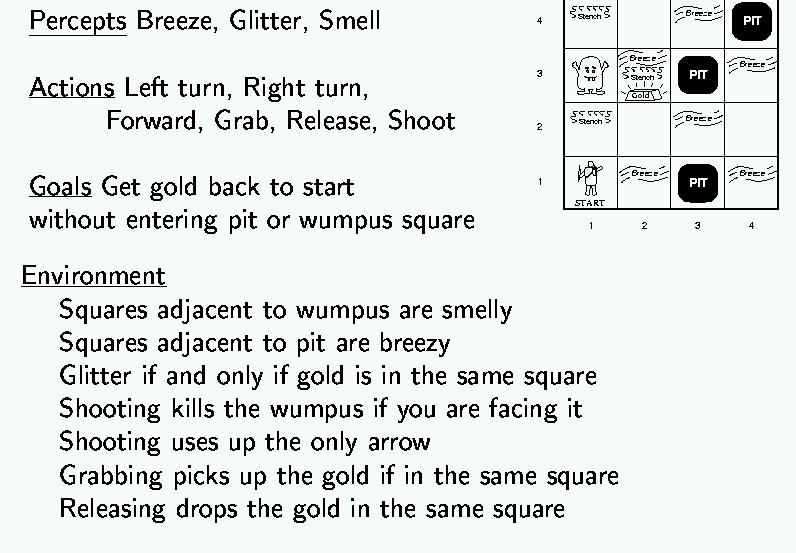 Percepts Breeze, Glitter, Smell
Actions Left turn, Right turn,
Forward, Grab, Release, Shoot
Goals Get gold back to start
without entering pit or wumpus square
Environment
Squares adjacent to wumpus are smelly
Squares adjacent to pit are breezy
Glitter if and only if gold is in the same square
Shooting kills the wumpus if you are facing it
Shooting uses up the only arrow
Grabbing picks up the gold if in the same square
Releasing drops the gold in the same square
4 Stench Breeze PIT
3 Breeze Stench Gold PIT Breeze
2 Stench Breeze
1 START Breeze PIT Breeze
1 2 3 4